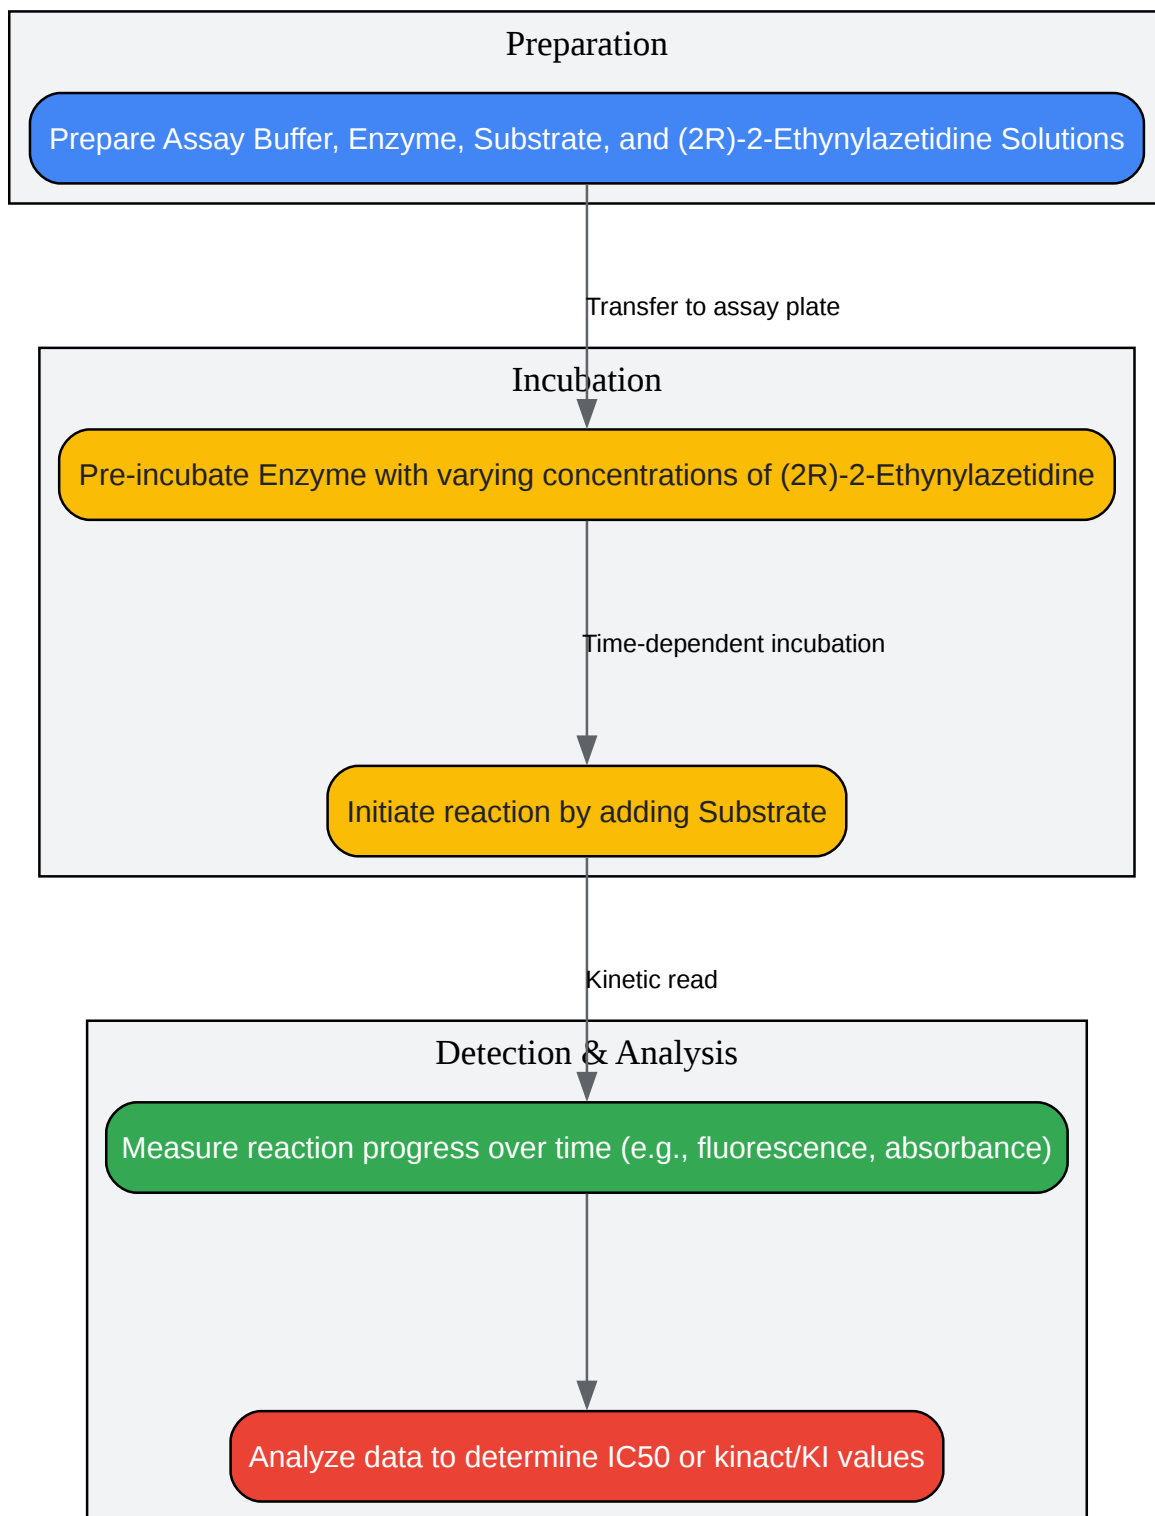 Preparation
Prepare Assay Buffer, Enzyme, Substrate, and (2R)-2-Ethynylazetidine Solutions
Transfer to assay plate
Incubation
Pre-incubate Enzyme with varying concentrations of (2R)-2-Ethynylazetidine
Time-dependent incubation
Initiate reaction by adding Substrate
Kinetic read
Detection & Analysis
Measure reaction progress over time (e.g., fluorescence, absorbance)
Analyze data to determine IC50 or kinact/KI values